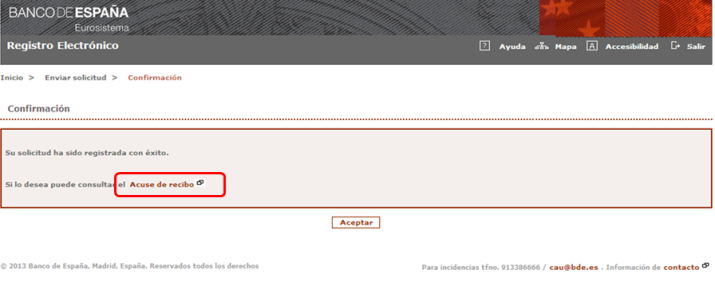 BANCO DE ESPAÑA
Eurosistema
Registro Electrónico
? Ayuda Mapa A Accesibilidad Salir
Inicio > Enviar solicitud > Confirmación
Confirmación
Su solicitud ha sido registrada con éxito.
Si lo desea puede consultar el Acuse de recibo
Aceptar
© 2013 Banco de España. Madrid. España. Reservados todos los derechos
Para incidencias tfno. 913386666 / cau@bde.es . Información de contacto